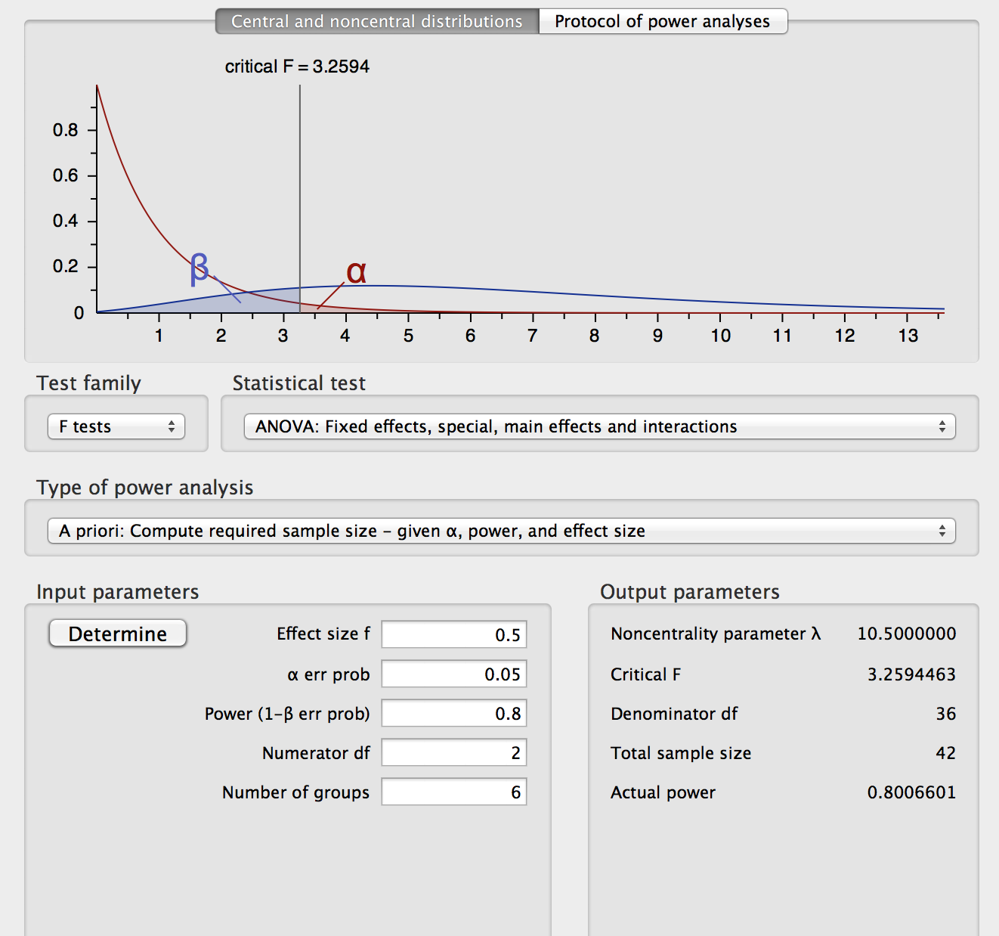 Central and noncentral distributions Protocol of power analyses
critical F = 3.2594
0.8
0.6
0.4
0.2
0
β
α
1 2 3 4 5 6 7 8 9 10 11 12 13
Test family Statistical test
F tests ANOVA: Fixed effects, special, main effects and interactions
Type of power analysis
A priori: Compute required sample size – given α, power, and effect size
Input parameters Output parameters
Determine Effect size f 0.5 Noncentrality parameter λ 10.5000000
α err prob 0.05 Critical F 3.2594463
Power (1-β err prob) 0.8 Denominator df 36
Numerator df 2 Total sample size 42
Number of groups 6 Actual power 0.8006601